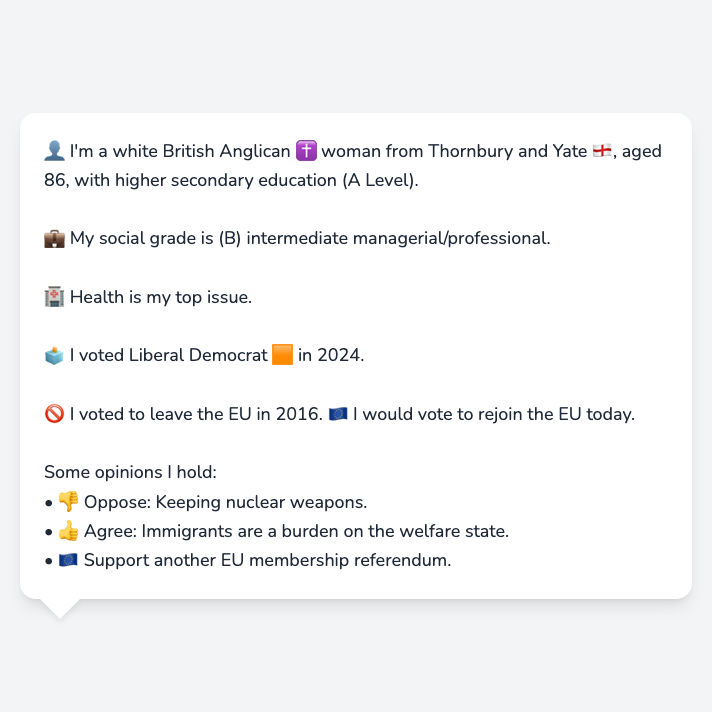 👤 I'm a white British Anglican ✝️ woman from Thornbury and Yate 🏴󠁧󠁢󠁥󠁮󠁧󠁿, aged
86, with higher secondary education (A Level).
💼 My social grade is (B) intermediate managerial/professional.
🏥 Health is my top issue.
🗳️ I voted Liberal Democrat 🟧 in 2024.
🚫 I voted to leave the EU in 2016. 🇪🇺 I would vote to rejoin the EU today.
Some opinions I hold:
• 👎 Oppose: Keeping nuclear weapons.
• 👍 Agree: Immigrants are a burden on the welfare state.
• 🇪🇺 Support another EU membership referendum.